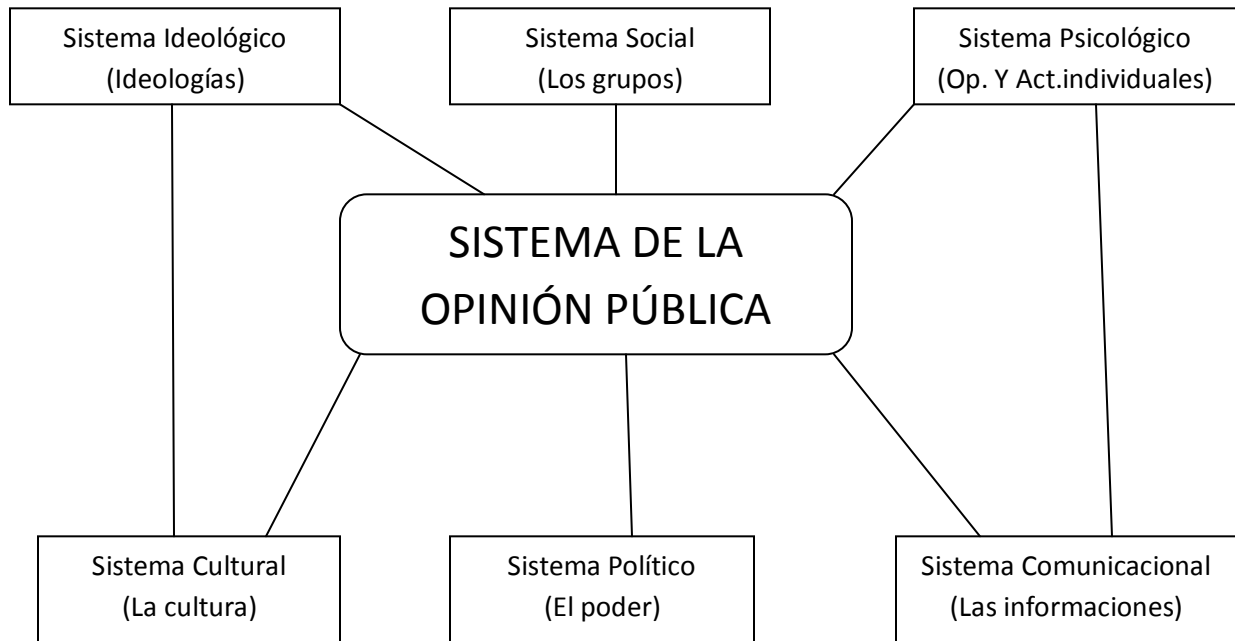 Sistema Ideológico
(Ideologías)
Sistema Social
(Los grupos)
Sistema Psicológico
(Op. Y Act.individuales)
SISTEMA DE LA
OPINIÓN PÚBLICA
Sistema Cultural
(La cultura)
Sistema Político
(El poder)
Sistema Comunicacional
(Las informaciones)